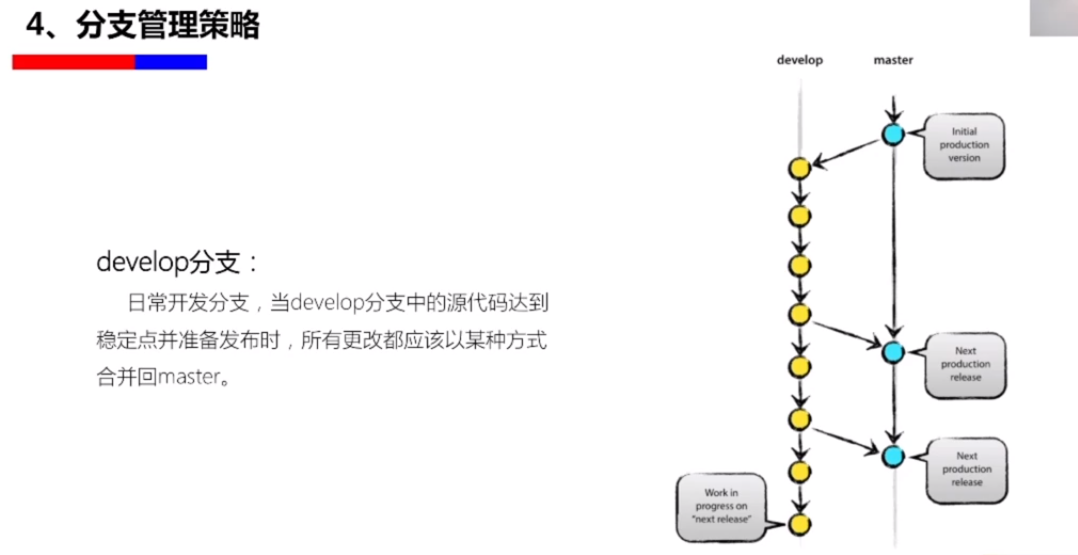 4、分支管理策略
develop
master
Initial
production
version
develop分支：
日常开发分支，当develop分支中的源代码达到
稳定点并准备发布时，所有更改都应该以某种方式
合并回master。
Next
production
release
Next
production
release
Work in
progress on
"next release"